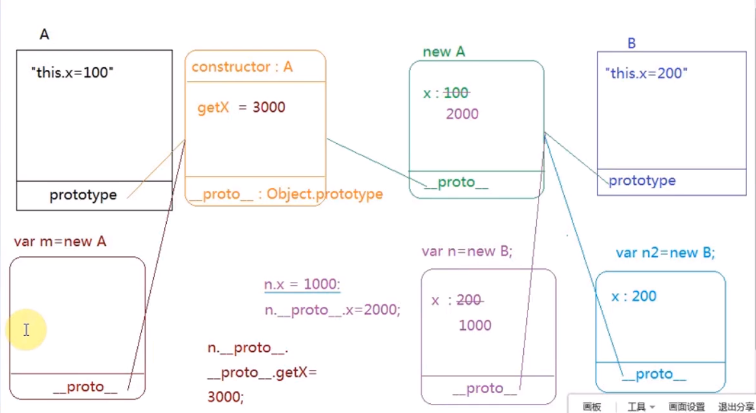 A
"this.x=100"
prototype
constructor : A
getX = 3000
__proto__ : Object.prototype
new A
x : 100
2000
__proto__
B
"this.x=200"
prototype
var m=new A
__proto__
n.x = 1000;
n.__proto__.x=2000;
n.__proto__.
__proto__.getX=
3000;
var n=new B;
x : 200
1000
__proto__
var n2=new B;
x : 200
__proto__
画板 工具 画面设置 退出分享